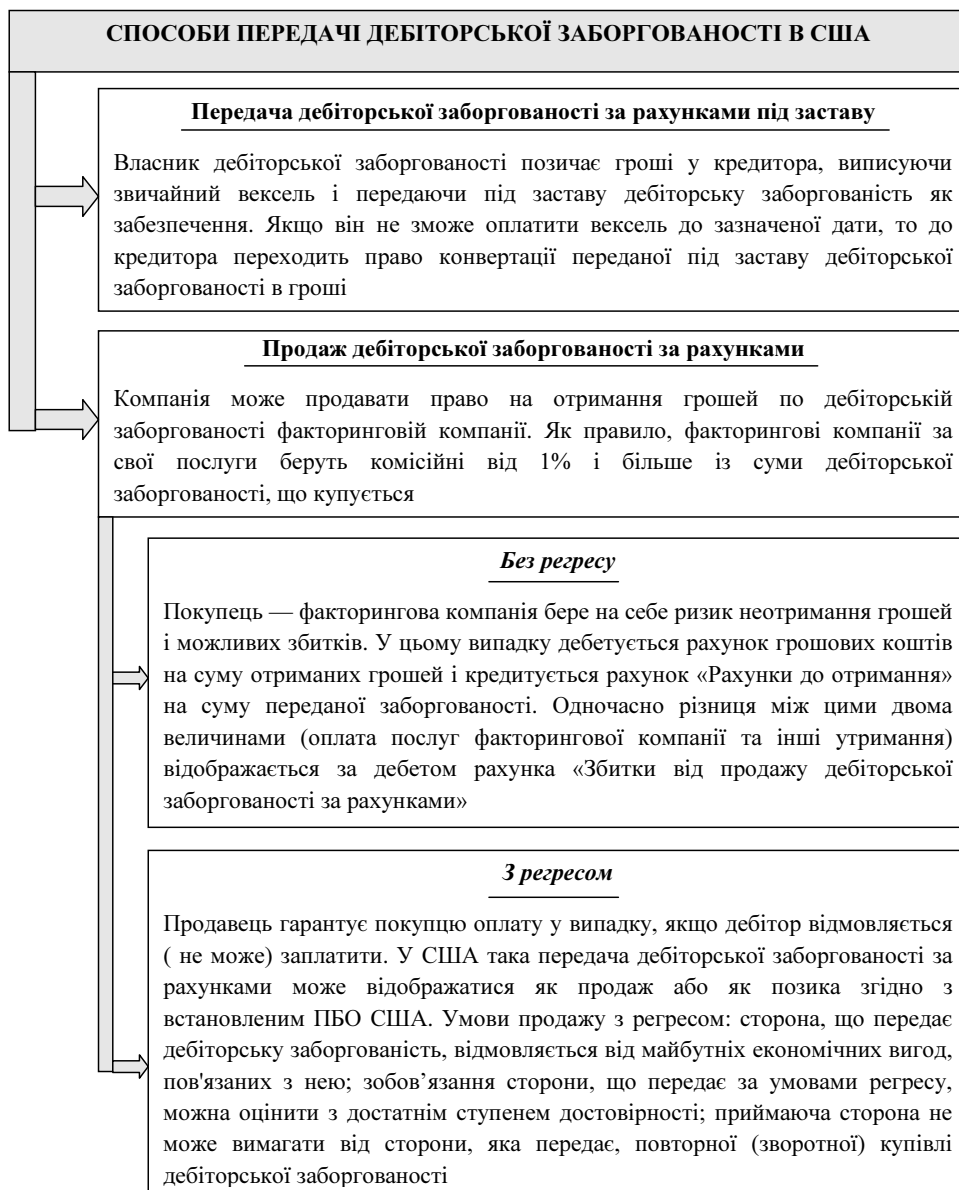 СПОСОБИ ПЕРЕДАЧІ ДЕБІТОРСЬКОЇ ЗАБОРГОВАНОСТІ В США
Передача дебіторської заборгованості за рахунками під заставу
Власник дебіторської заборгованості позичає гроші у кредитора, виписуючи
звичайний вексель і передаючи під заставу дебіторську заборгованість як
забезпечення. Якщо він не зможе оплатити вексель до зазначеної дати, то до
кредитора переходить право конвертації переданої під заставу дебіторської
заборгованості в гроші
Продаж дебіторської заборгованості за рахунками
Компанія може продавати право на отримання грошей по дебіторській
заборгованості факторинговій компанії. Як правило, факторингові компанії за
свої послуги беруть комісійні від 1% і більше із суми дебіторської
заборгованості, що купується
Без регресу
Покупець — факторингова компанія бере на себе ризик неотримання грошей
і можливих збитків. У цьому випадку дебетується рахунок грошових коштів
на суму отриманих грошей і кредитується рахунок «Рахунки до отримання»
на суму переданої заборгованості. Одночасно різниця між цими двома
величинами (оплата послуг факторингової компанії та інші утримання)
відображається за дебетом рахунка «Збитки від продажу дебіторської
заборгованості за рахунками»
З регресом
Продавець гарантує покупцю оплату у випадку, якщо дебітор відмовляється
( не може) заплатити. У США така передача дебіторської заборгованості за
рахунками може відображатися як продаж або як позика згідно з
встановленим ПБО США. Умови продажу з регресом: сторона, що передає
дебіторську заборгованість, відмовляється від майбутніх економічних вигод,
пов'язаних з нею; зобов’язання сторони, що передає за умовами регресу,
можна оцінити з достатнім ступенем достовірності; приймаюча сторона не
може вимагати від сторони, яка передає, повторної (зворотної) купівлі
дебіторської заборгованості